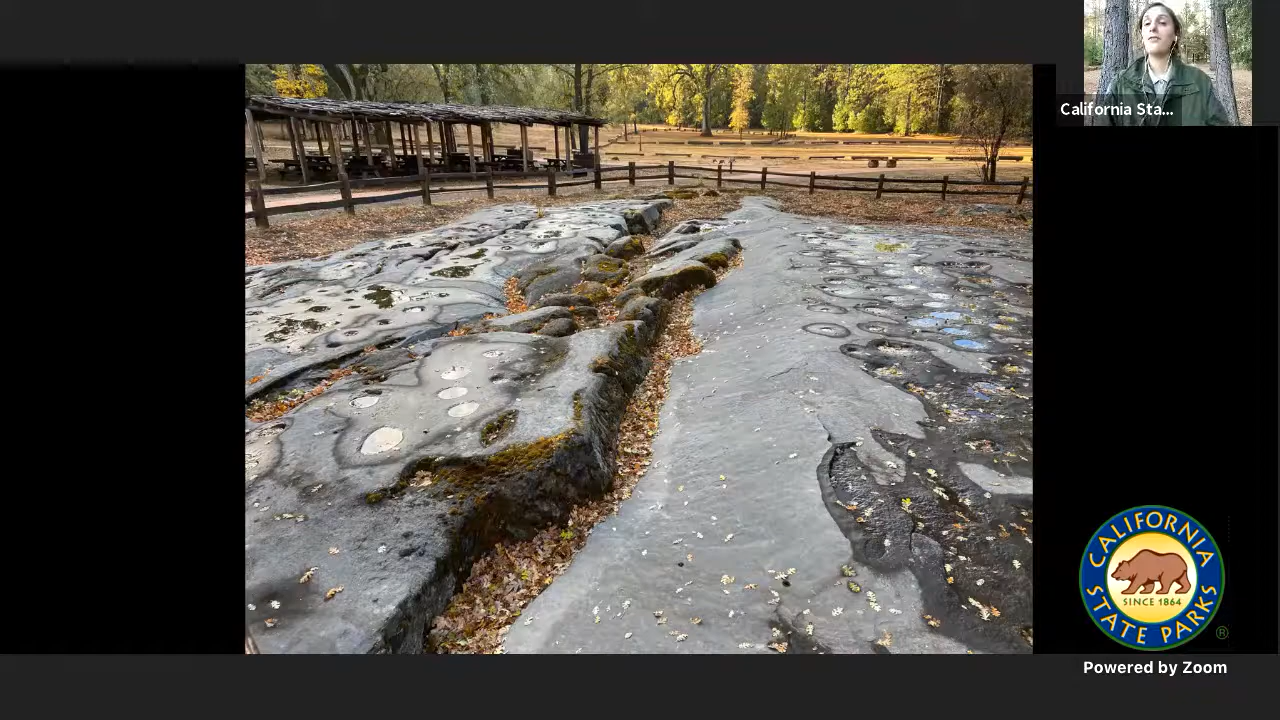 California Sta...
CALIFORNIA
SINCE 1864
STATE PARKS
®
Powered by Zoom